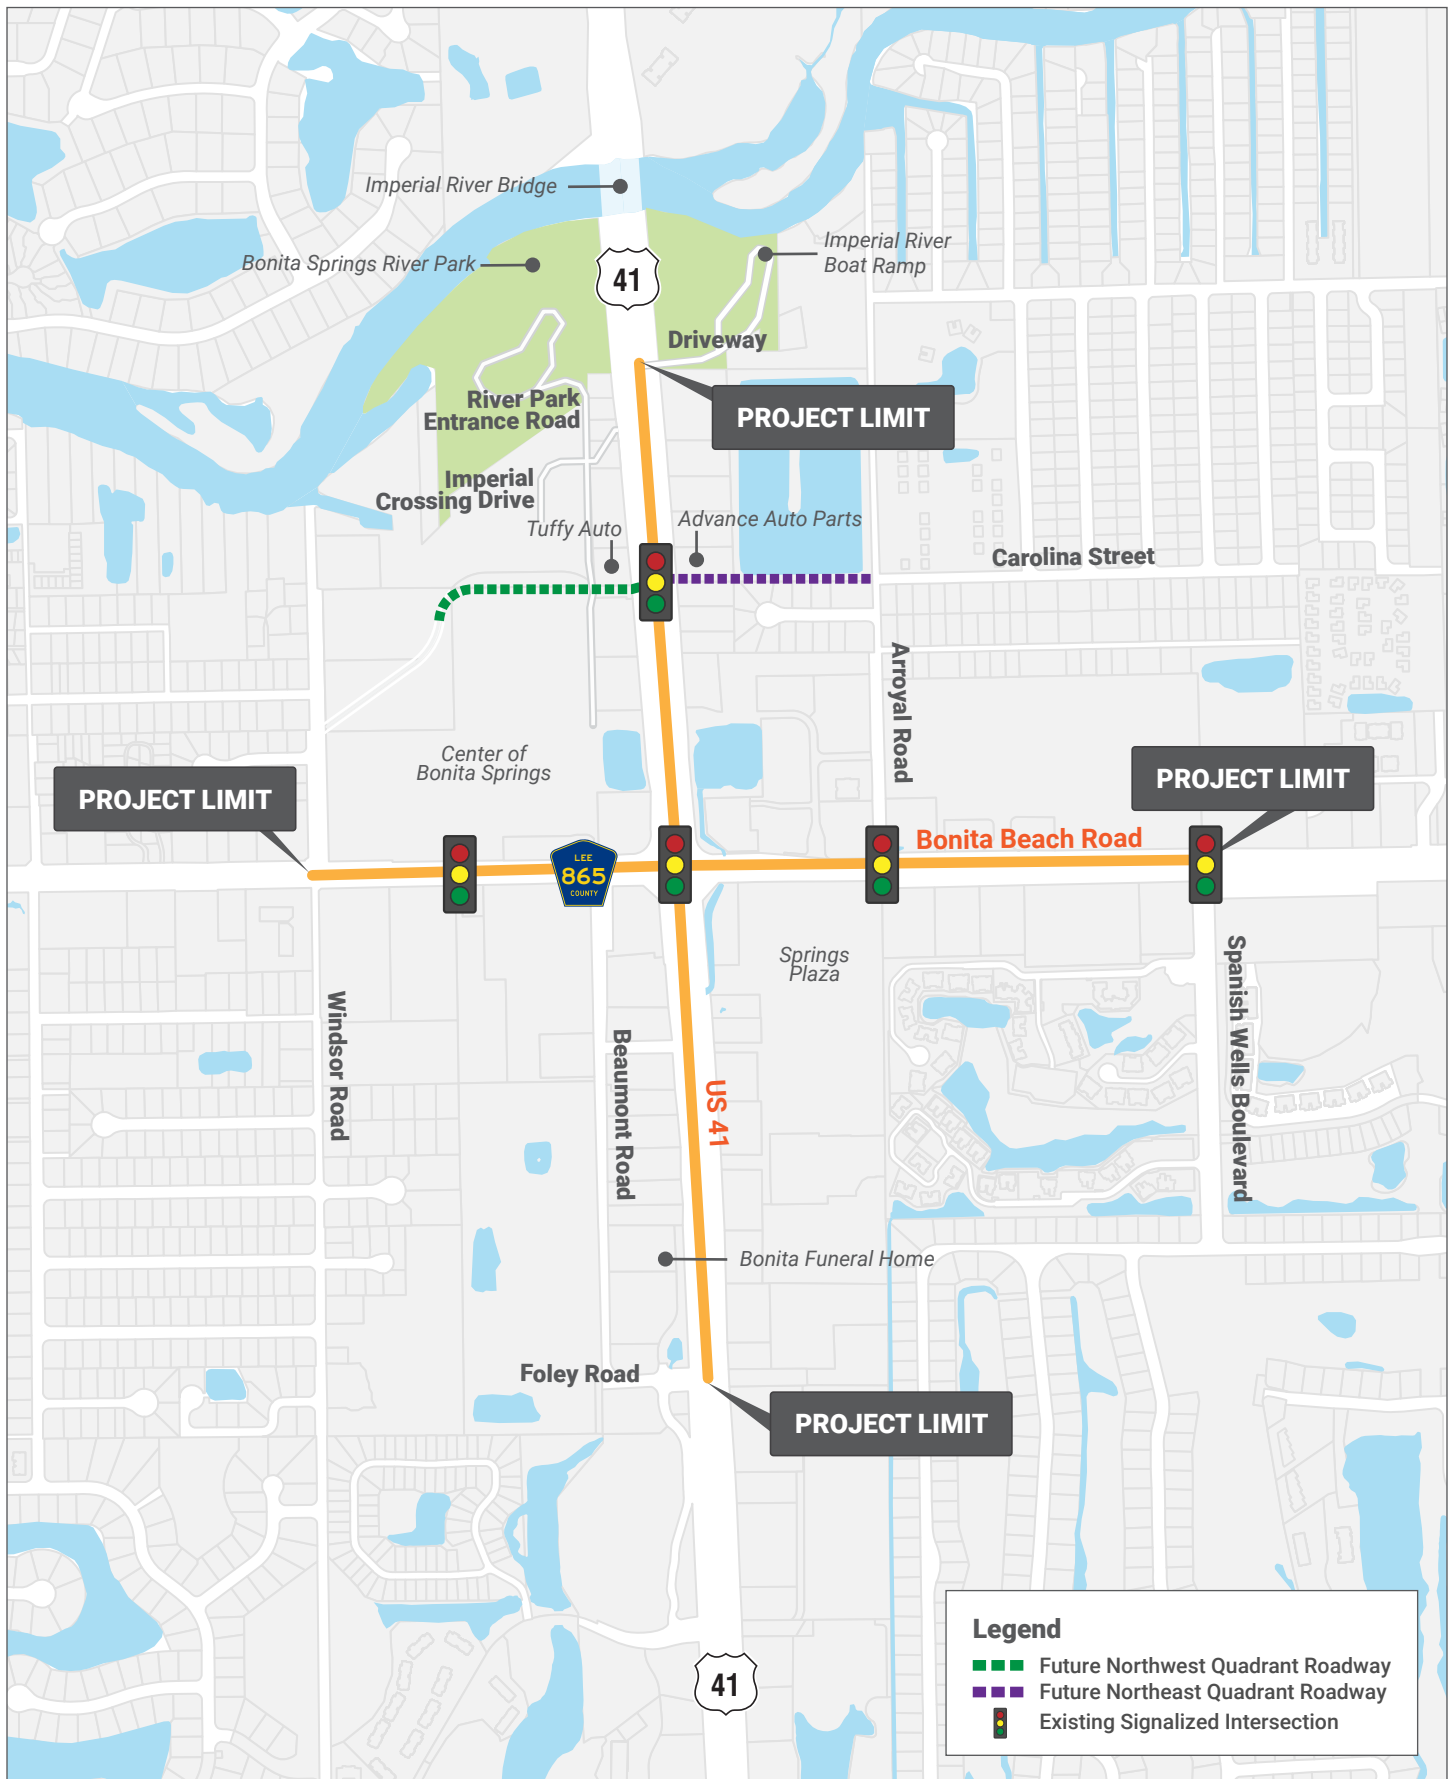 Imperial River Bridge
Bonita Springs River Park
41
Imperial River
Boat Ramp
Driveway
PROJECT LIMIT
River Park
Entrance Road
Imperial
Crossing Drive
Tuffy Auto
Advance Auto Parts
Carolina Street
Arroyal Road
Center of
Bonita Springs
PROJECT LIMIT
PROJECT LIMIT
Bonita Beach Road
LEE
865
COUNTY
Springs
Plaza
Windsor Road
Beaumont Road
US 41
Spanish Wells Boulevard
Bonita Funeral Home
Foley Road
PROJECT LIMIT
41
Legend
Future Northwest Quadrant Roadway
Future Northeast Quadrant Roadway
Existing Signalized Intersection